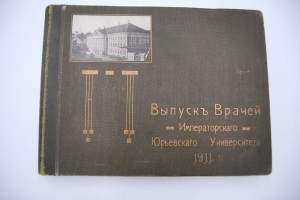 Выпускъ Врачей
Императорскаго
Юрьевскаго Университета
1911 г.